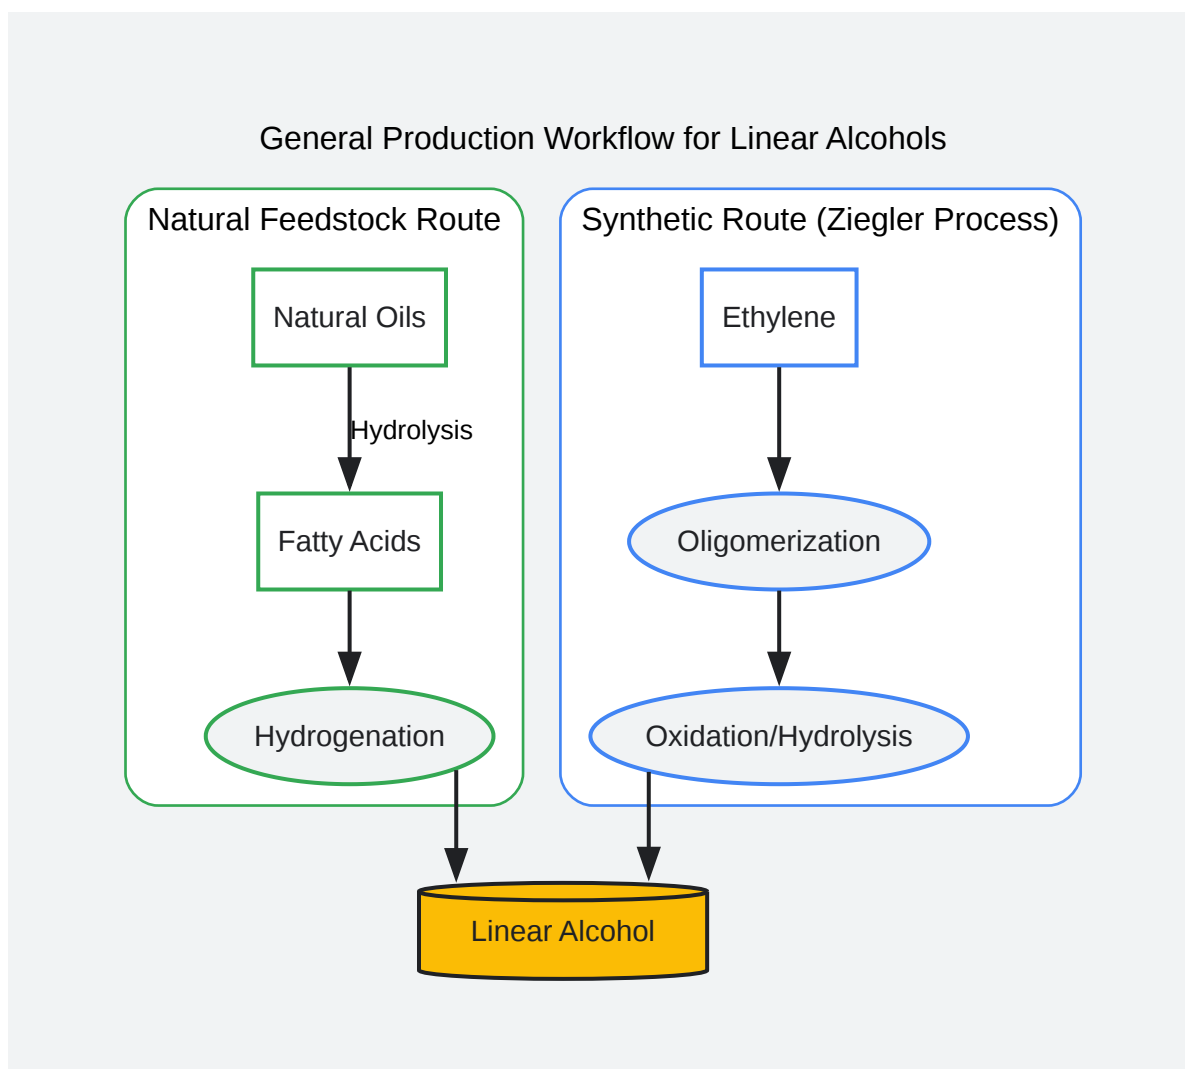 General Production Workflow for Linear Alcohols
Natural Feedstock Route
Natural Oils
Hydrolysis
Fatty Acids
Hydrogenation
Synthetic Route (Ziegler Process)
Ethylene
Oligomerization
Oxidation/Hydrolysis
Linear Alcohol